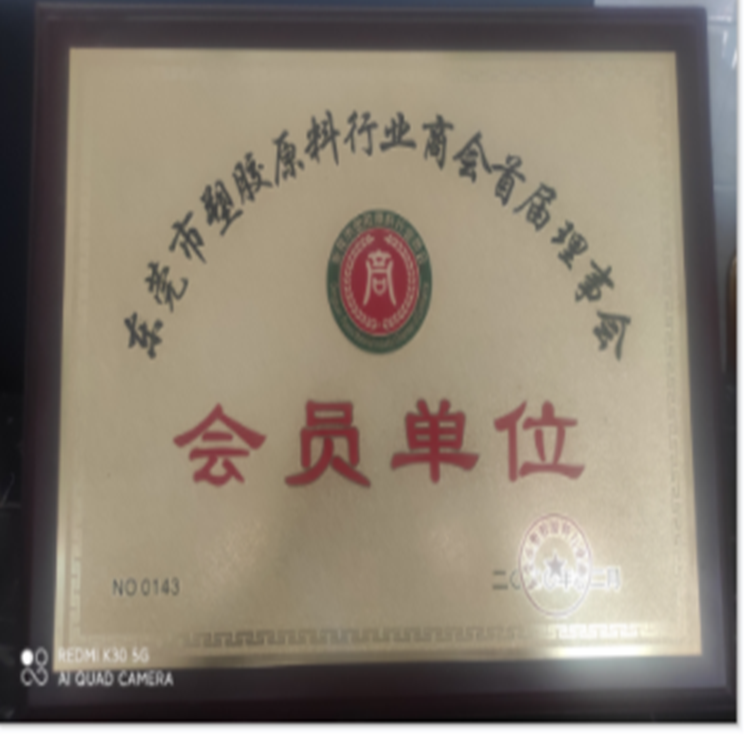 东莞市塑胶原料行业商会首届理事会
商
会员单位
NO 0143
REDMI K30 5G
AI QUAD CAMERA